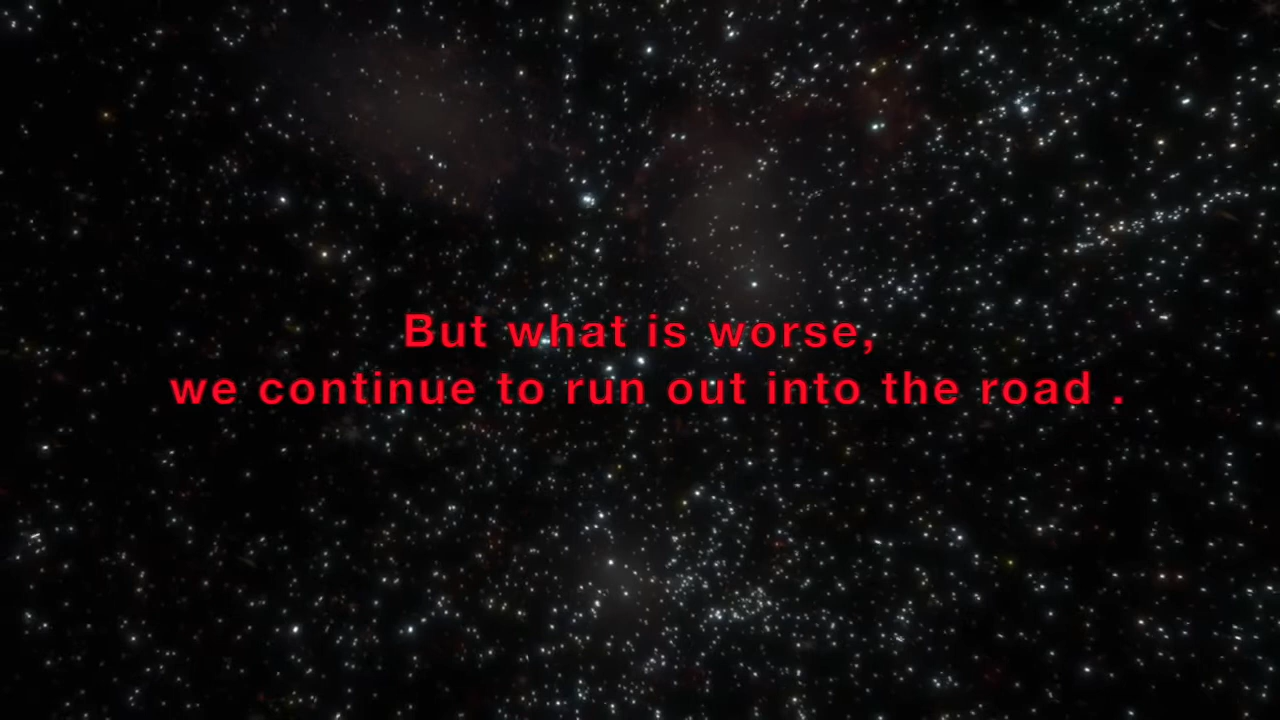 But what is worse,
we continue to run out into the road .